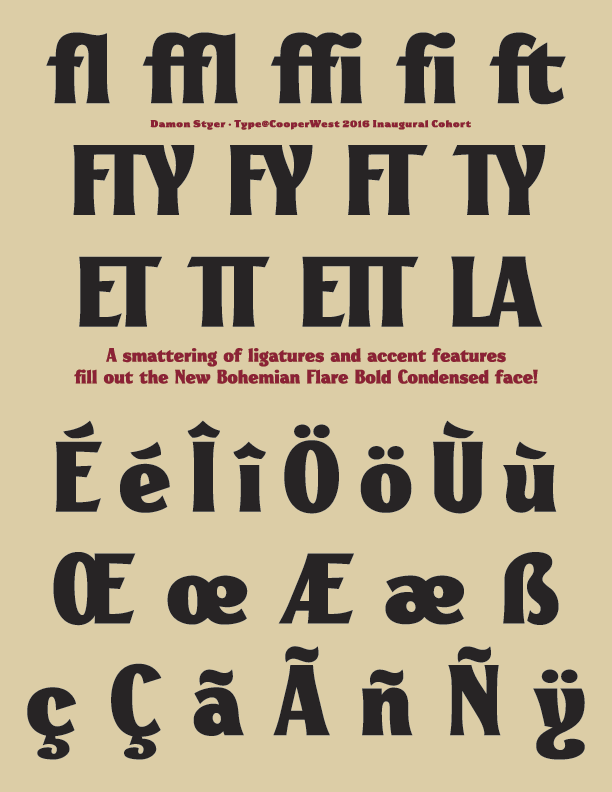 fl ffl ffi fi ft
Damon Styer · Type@CooperWest 2016 Inaugural Cohort
FTY FY FT TY
ET TT ETT LA
A smattering of ligatures and accent features
fill out the New Bohemian Flare Bold Condensed face!
É é Î î Ö ö Ù ù
Œ œ Æ æ ß
ç Ç ã Ã ñ Ñ ÿ